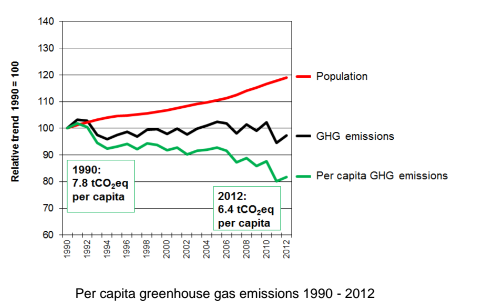 140
130
120
110
100
90
80
70
60
Relative trend 1990 = 100
Population
GHG emissions
Per capita GHG emissions
1990:
7.8 tCO₂eq
per capita
2012:
6.4 tCO₂eq
per capita
1990
1992
1994
1996
1998
2000
2002
2004
2006
2008
2010
2012
Per capita greenhouse gas emissions 1990 - 2012